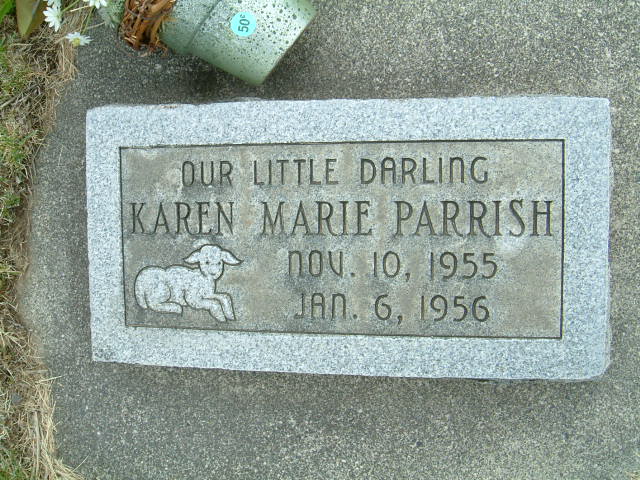 50¢
OUR LITTLE DARLING
KAREN MARIE PARRISH
NOV. 10, 1955
JAN. 6, 1956